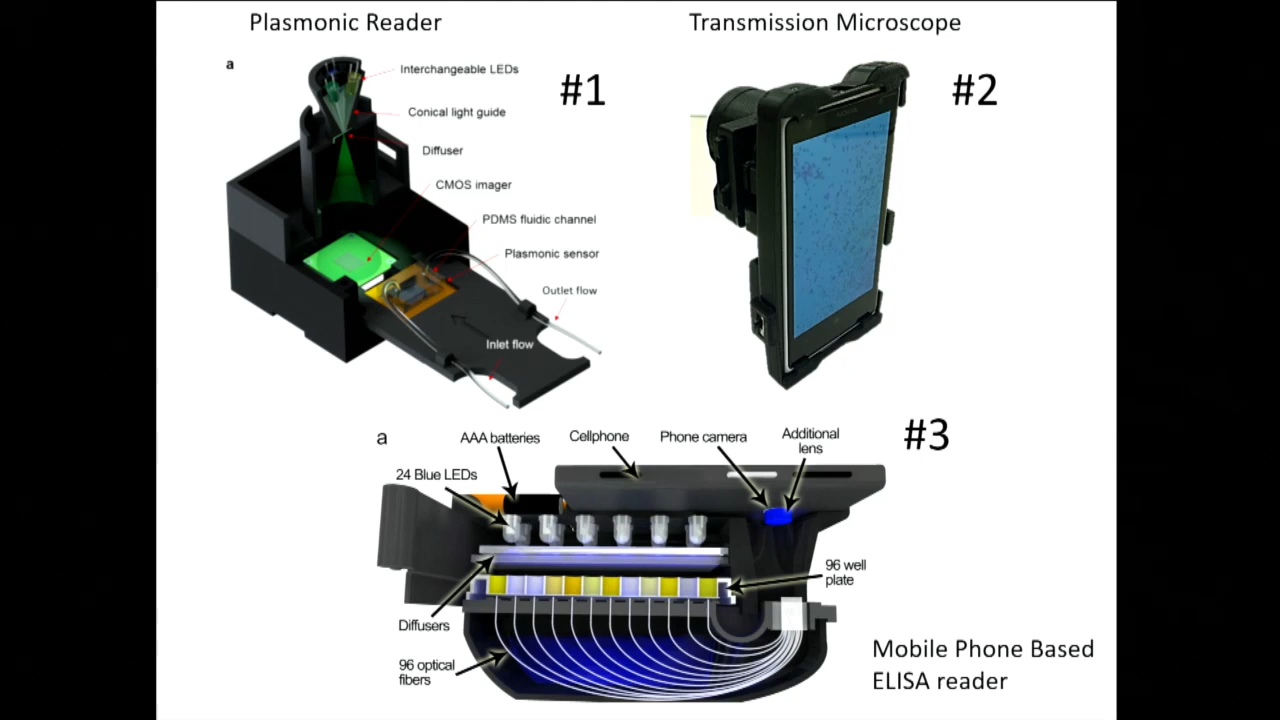 Plasmonic Reader
Transmission Microscope
a
Interchangeable LEDs
#1
#2
Conical light guide
Diffuser
CMOS imager
PDMS fluidic channel
Plasmonic sensor
Outlet flow
Inlet flow
a
AAA batteries
Cellphone
Phone camera
Additional
lens
#3
24 Blue LEDs
96 well
plate
Diffusers
96 optical
fibers
Mobile Phone Based
ELISA reader